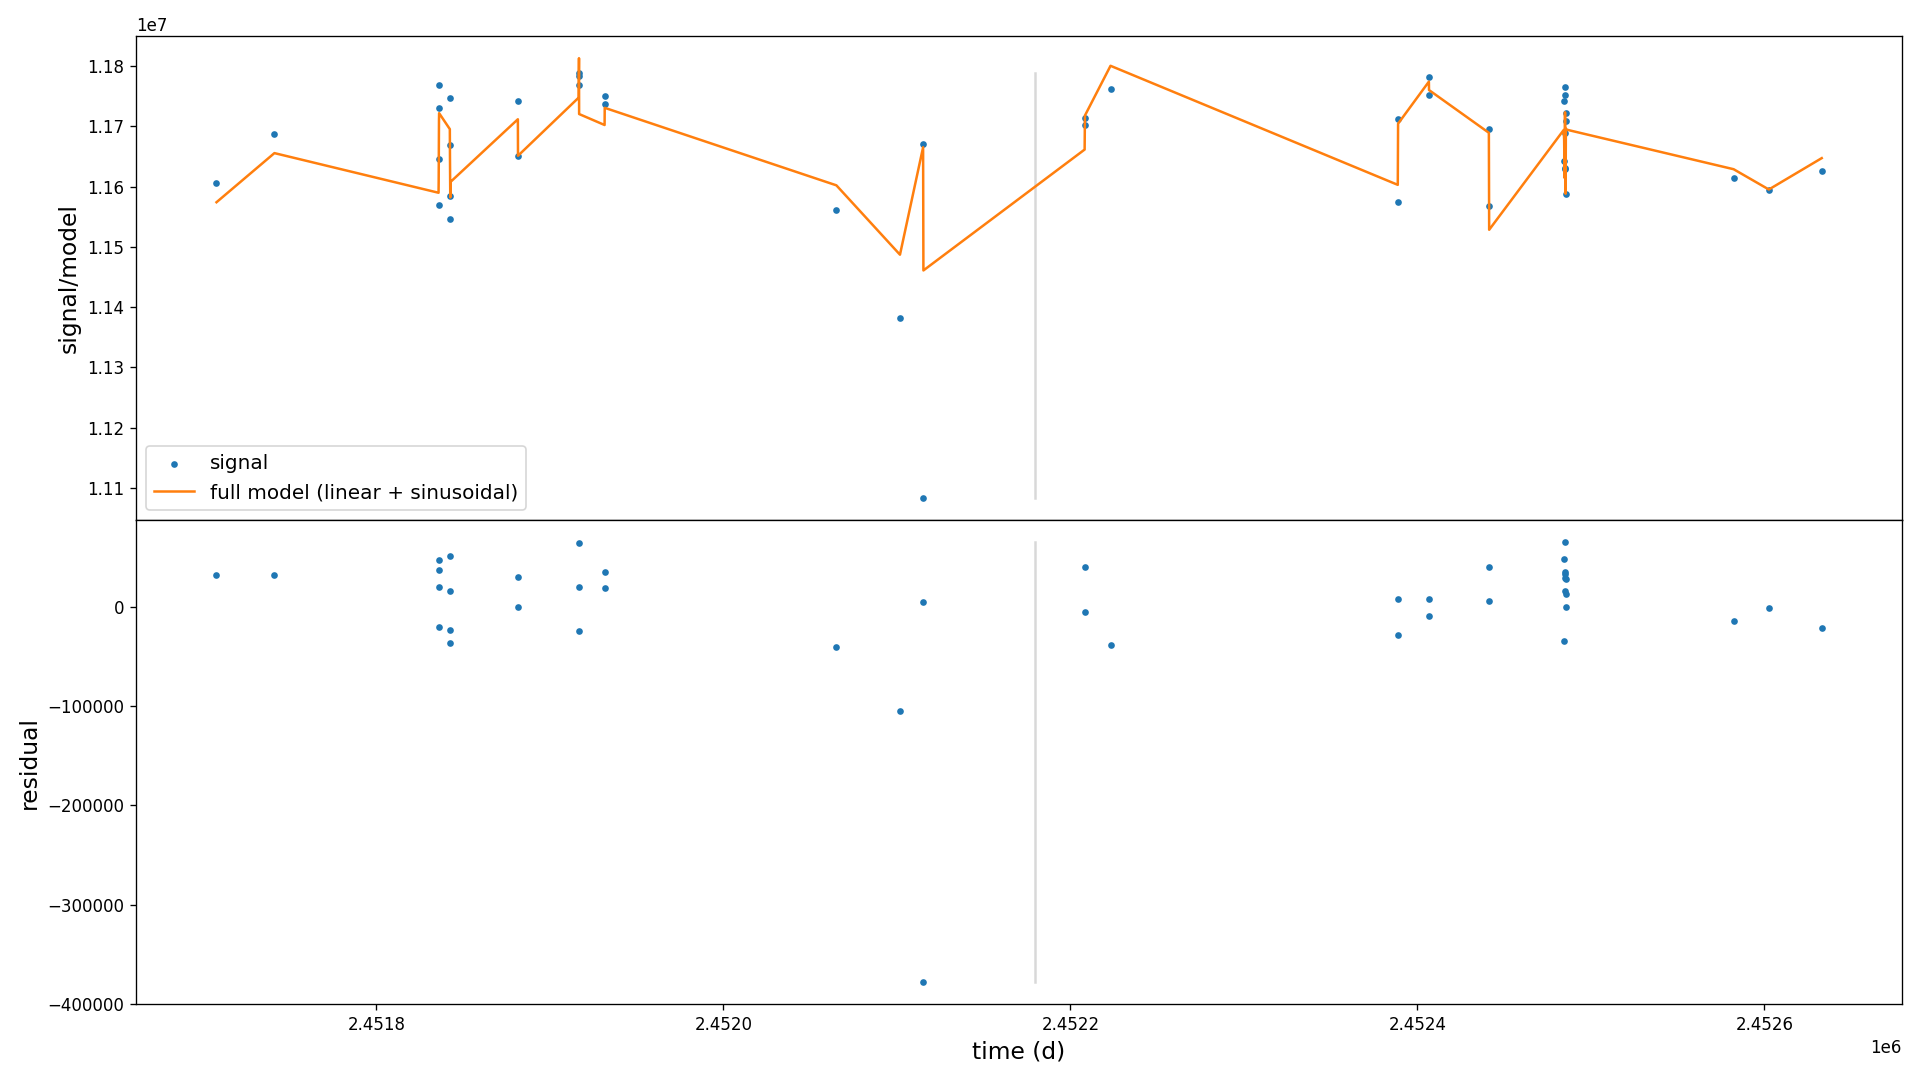 1e7
1.18
1.17
1.16
1.15
1.14
1.13
1.12
1.11
signal/model
signal
full model (linear + sinusoidal)
0
−100000
−200000
−300000
−400000
residual
2.4518
2.4520
2.4522
2.4524
2.4526
time (d)
1e6